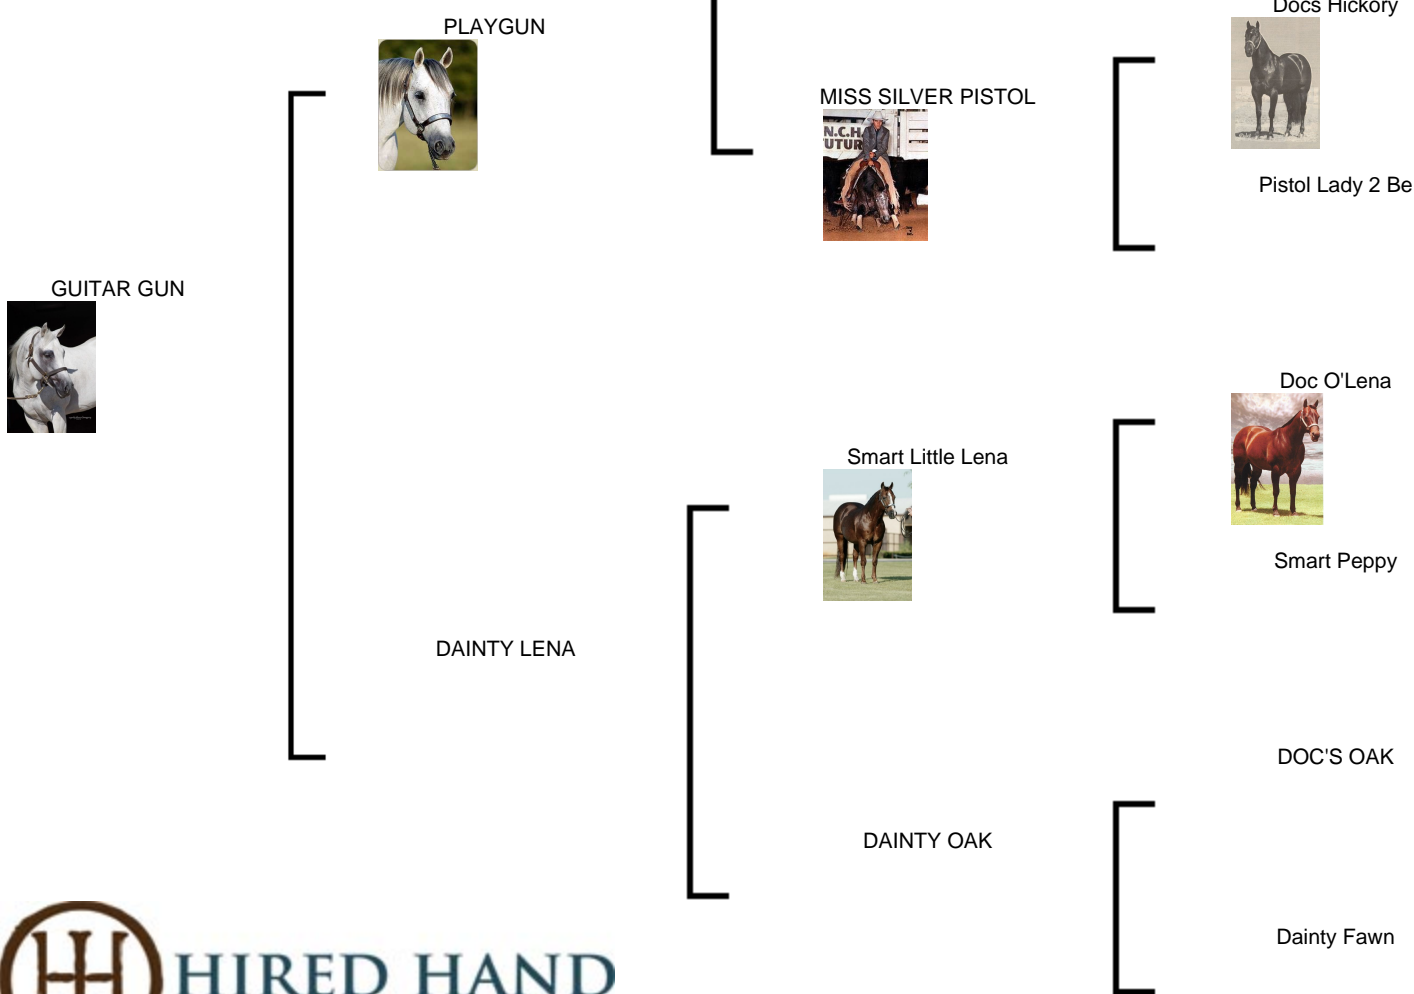 Docs Hickory
PLAYGUN
MISS SILVER PISTOL
N.C.H
UTUR
Pistol Lady 2 Be
GUITAR GUN
Doc O'Lena
Smart Little Lena
Smart Peppy
DAINTY LENA
DOC'S OAK
DAINTY OAK
Dainty Fawn
HIRED HAND